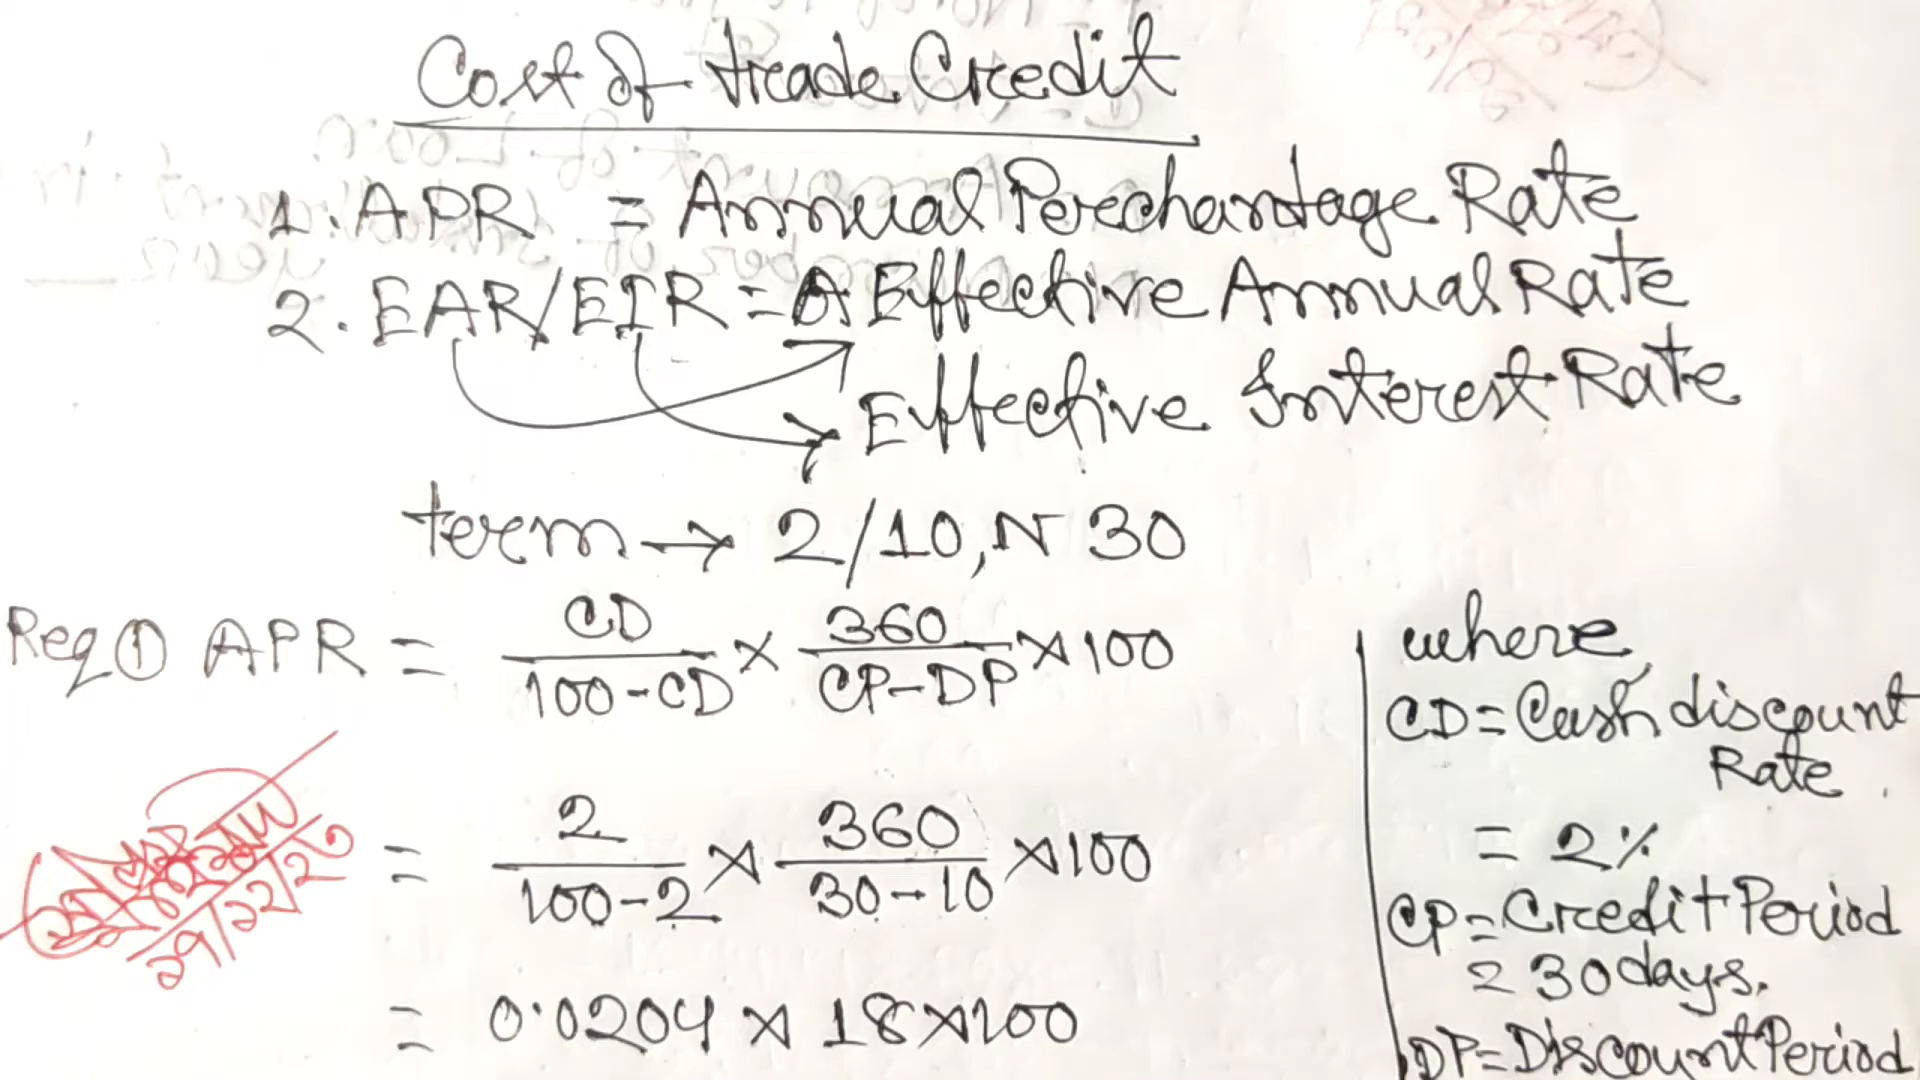 Cost of trade Credit
1. APR = Annual Percehantage Rate
2. EAR/EIR = A Effective Annual Rate
Effective Interest Rate
term → 2/10, N 30
Req ① APR = CD / 100-CD × 360 / CP-DP × 100
= 2 / 100-2 × 360 / 30-10 × 100
= 0.0204 × 18 × 100
where,
CD = Cash discount
Rate
= 2%
CP = Credit Period
= 30 days.
DP = Discount Period